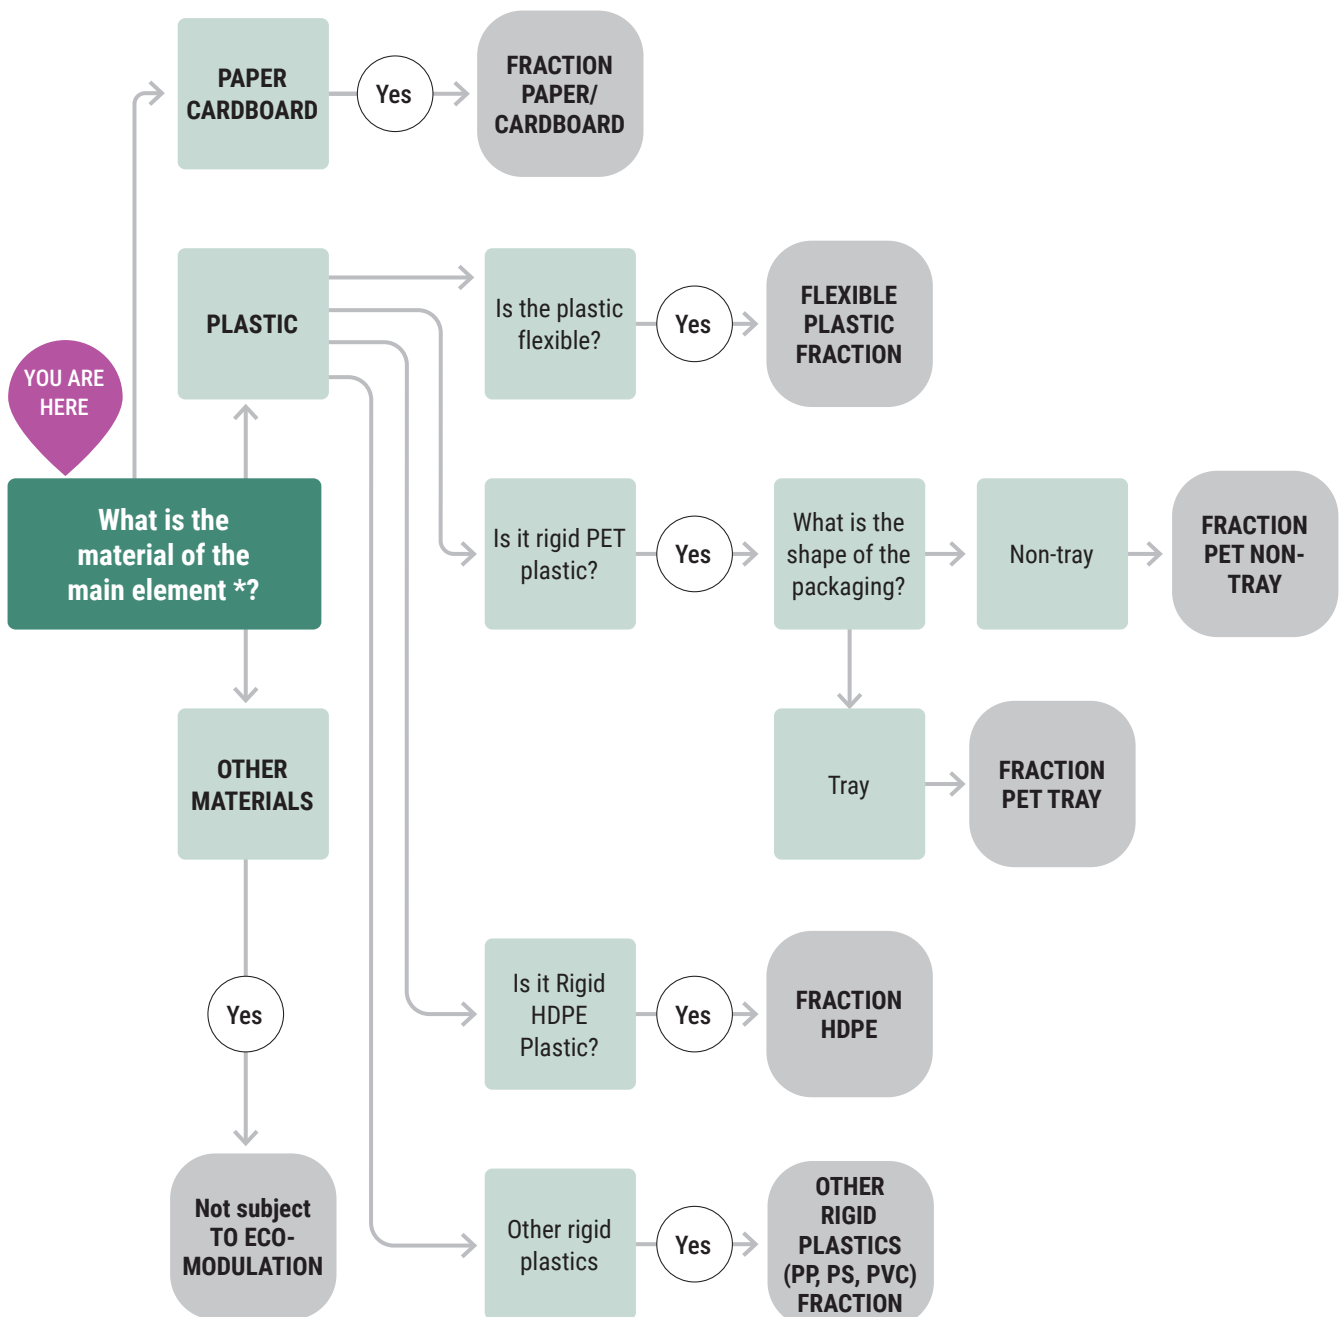 PAPER
CARDBOARD
Yes
FRACTION
PAPER/
CARDBOARD
PLASTIC
Is the plastic
flexible?
Yes
FLEXIBLE
PLASTIC
FRACTION
YOU ARE
HERE
What is the
material of the
main element *?
Is it rigid PET
plastic?
Yes
What is the
shape of the
packaging?
Non-tray
FRACTION
PET NON-
TRAY
OTHER
MATERIALS
Tray
FRACTION
PET TRAY
Yes
Is it Rigid
HDPE
Plastic?
Yes
FRACTION
HDPE
Not subject
TO ECO-
MODULATION
Other rigid
plastics
Yes
OTHER
RIGID
PLASTICS
(PP, PS, PVC)
FRACTION